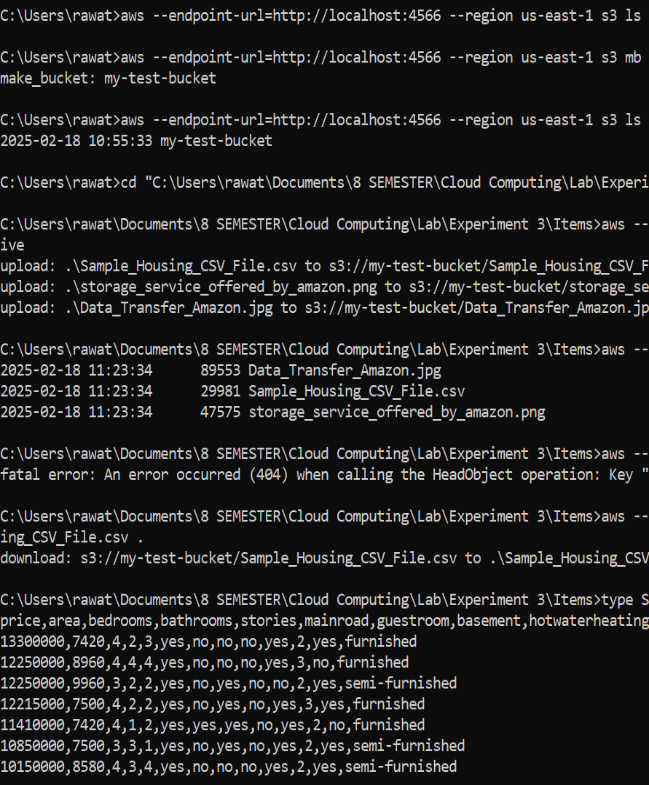 C:\Users\rawat>aws --endpoint-url=http://localhost:4566 --region us-east-1 s3 ls
C:\Users\rawat>aws --endpoint-url=http://localhost:4566 --region us-east-1 s3 mb
make_bucket: my-test-bucket
C:\Users\rawat>aws --endpoint-url=http://localhost:4566 --region us-east-1 s3 ls
2025-02-18 10:55:33 my-test-bucket
C:\Users\rawat>cd "C:\Users\rawat\Documents\8 SEMESTER\Cloud Computing\Lab\Experi
C:\Users\rawat\Documents\8 SEMESTER\Cloud Computing\Lab\Experiment 3\Items>aws --
ive
upload: .\Sample_Housing_CSV_File.csv to s3://my-test-bucket/Sample_Housing_CSV_F
upload: .\storage_service_offered_by_amazon.png to s3://my-test-bucket/storage_se
upload: .\Data_Transfer_Amazon.jpg to s3://my-test-bucket/Data_Transfer_Amazon.jp
C:\Users\rawat\Documents\8 SEMESTER\Cloud Computing\Lab\Experiment 3\Items>aws --
2025-02-18 11:23:34      89553 Data_Transfer_Amazon.jpg
2025-02-18 11:23:34      29981 Sample_Housing_CSV_File.csv
2025-02-18 11:23:34      47575 storage_service_offered_by_amazon.png
C:\Users\rawat\Documents\8 SEMESTER\Cloud Computing\Lab\Experiment 3\Items>aws --
fatal error: An error occurred (404) when calling the HeadObject operation: Key "
C:\Users\rawat\Documents\8 SEMESTER\Cloud Computing\Lab\Experiment 3\Items>aws --
ing_CSV_File.csv .
download: s3://my-test-bucket/Sample_Housing_CSV_File.csv to .\Sample_Housing_CSV
C:\Users\rawat\Documents\8 SEMESTER\Cloud Computing\Lab\Experiment 3\Items>type S
price,area,bedrooms,bathrooms,stories,mainroad,guestroom,basement,hotwaterheating
13300000,7420,4,2,3,yes,no,no,no,yes,2,yes,furnished
12250000,8960,4,4,4,yes,no,no,no,yes,3,no,furnished
12250000,9960,3,2,2,yes,no,yes,no,no,2,yes,semi-furnished
12215000,7500,4,2,2,yes,no,yes,no,yes,3,yes,furnished
11410000,7420,4,1,2,yes,yes,yes,no,yes,2,no,furnished
10850000,7500,3,3,1,yes,no,yes,no,yes,2,yes,semi-furnished
10150000,8580,4,3,4,yes,no,no,no,yes,2,yes,semi-furnished